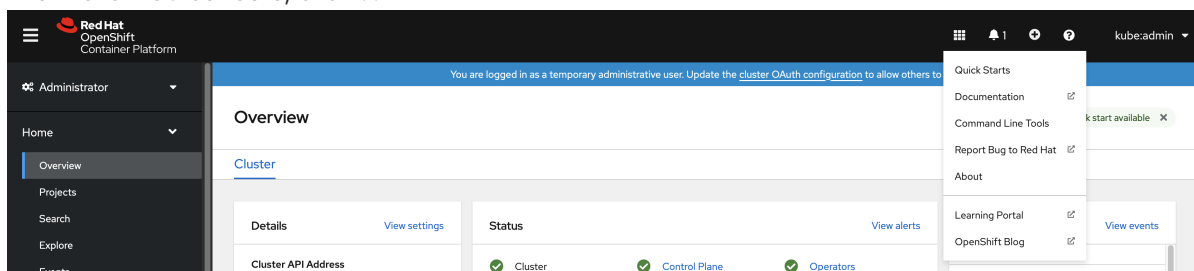 Red Hat
OpenShift
Container Platform
1
kube:admin
Administrator
Home
Overview
Projects
Search
Explore
You are logged in as a temporary administrative user. Update the cluster OAuth configuration to allow others to
Overview
k start available
Cluster
Details
View settings
Cluster API Address
Status
View alerts
Cluster
Control Plane
Operators
View events
Quick Starts
Documentation
Command Line Tools
Report Bug to Red Hat
About
Learning Portal
OpenShift Blog